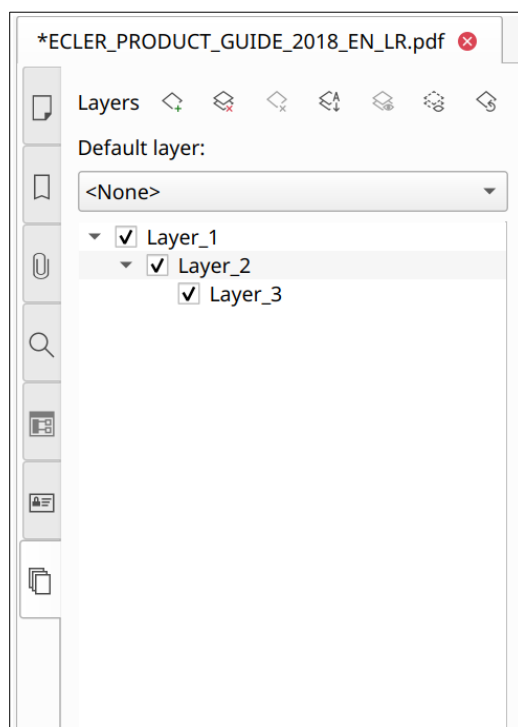 *ECLER_PRODUCT_GUIDE_2018_EN_LR.pdf
Layers
Default layer:
<None>
Layer_1
Layer_2
Layer_3